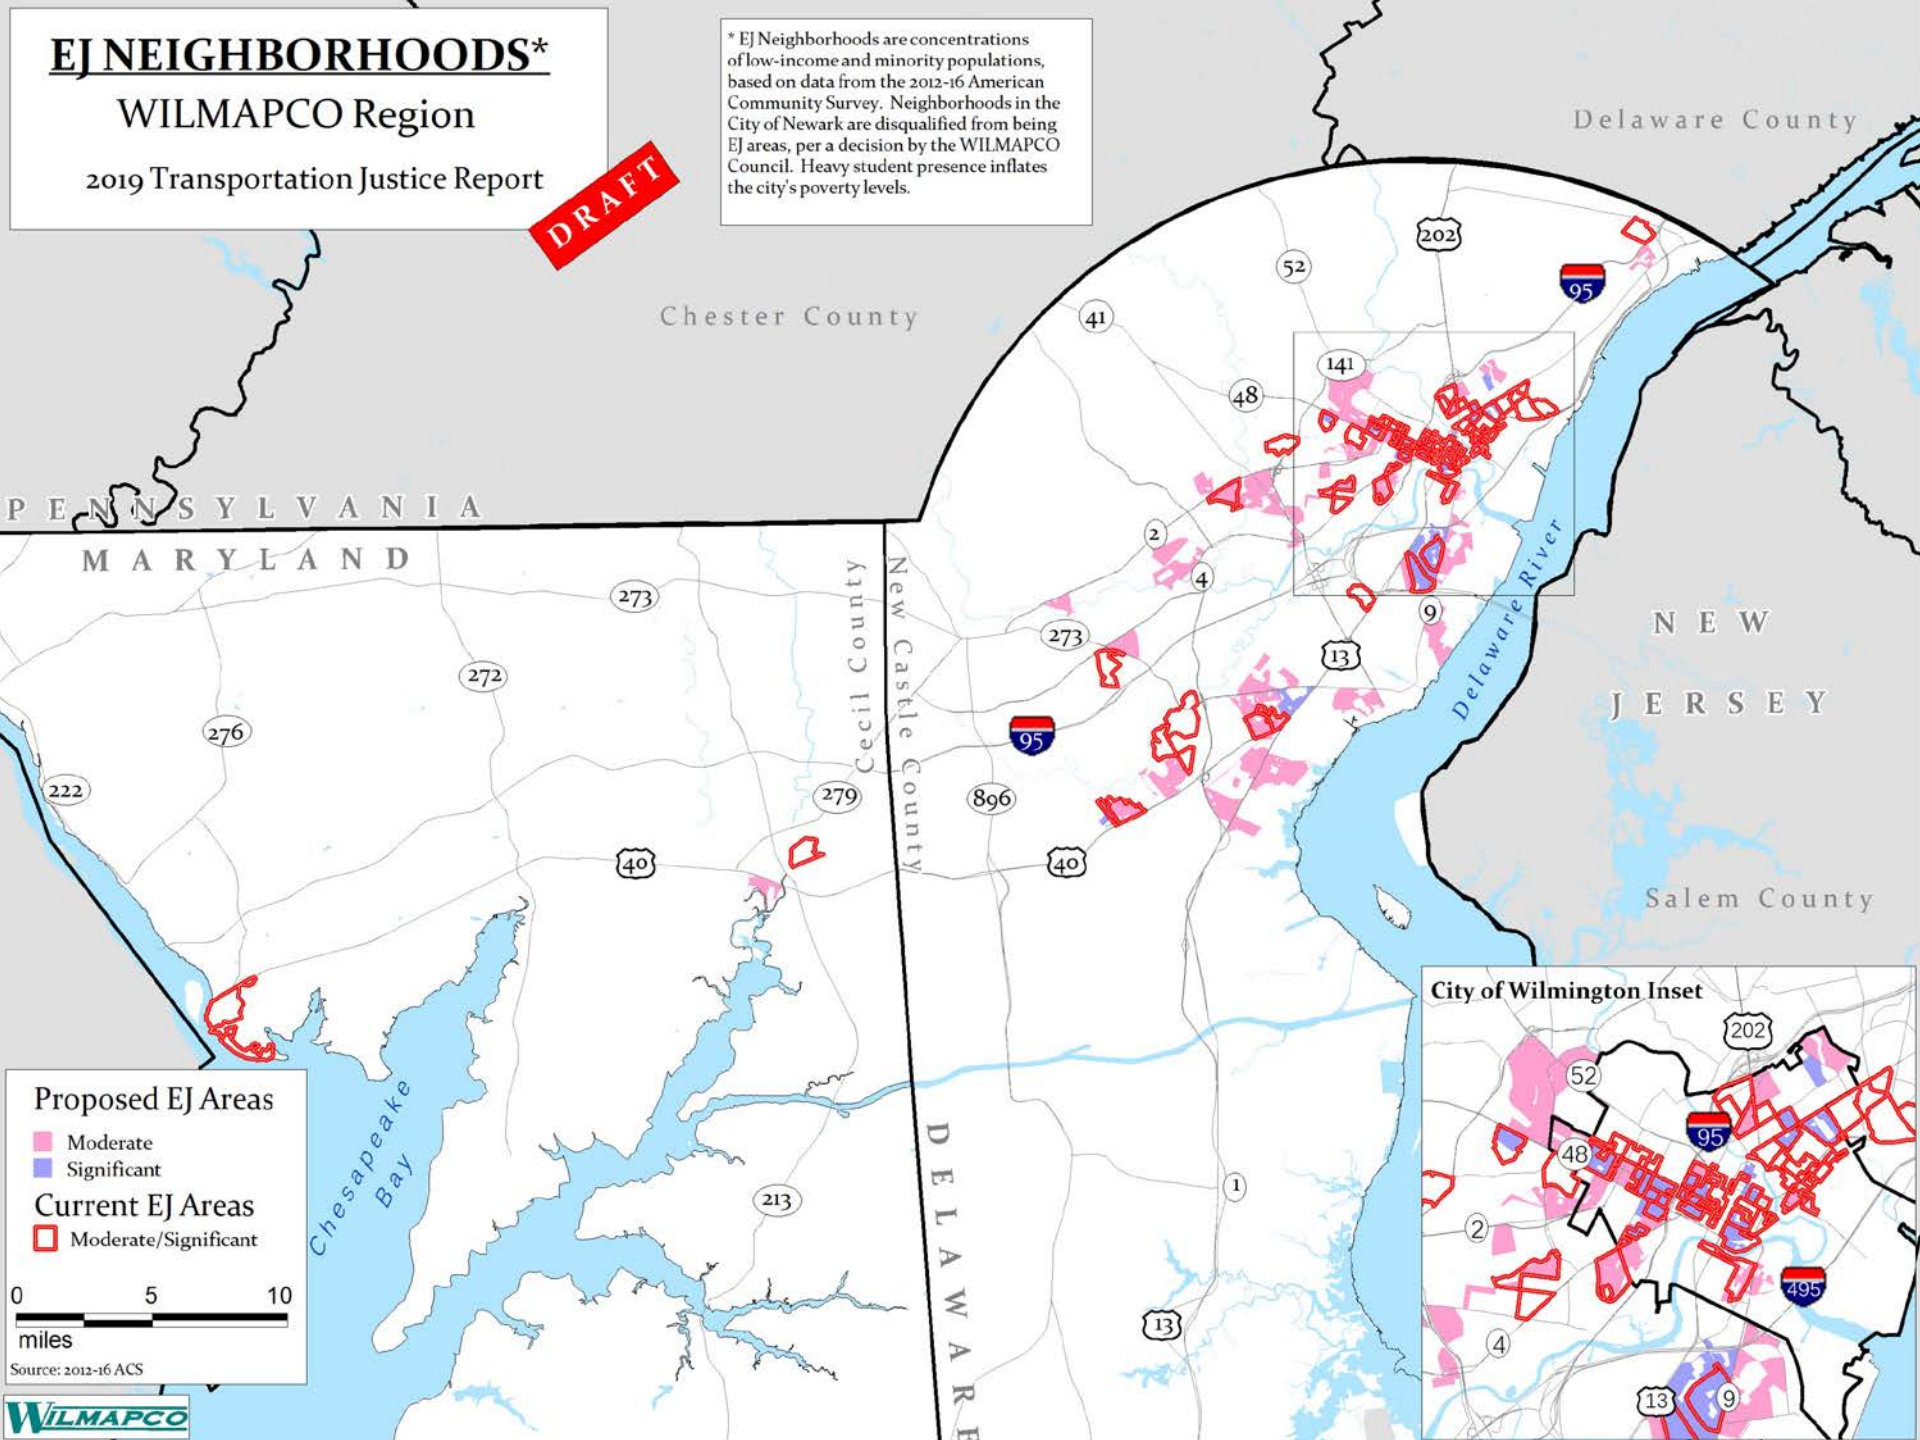 EJ NEIGHBORHOODS*
WILMAPCO Region
2019 Transportation Justice Report
DRAFT
* EJ Neighborhoods are concentrations
of low-income and minority populations,
based on data from the 2012-16 American
Community Survey. Neighborhoods in the
City of Newark are disqualified from being
EJ areas, per a decision by the WILMAPCO
Council. Heavy student presence inflates
the city's poverty levels.
Delaware County
202
52
95
Chester County
41
141
48
PENNSYLVANIA
MARYLAND
2
4
273
Cecil County
New Castle County
273
9
Delaware River
NEW
JERSEY
13
272
276
95
222
279
896
40
40
Salem County
Chesapeake
Bay
213
1
13
DELAWARE
Proposed EJ Areas
Moderate
Significant
Current EJ Areas
Moderate/Significant
0 5 10
miles
Source: 2012-16 ACS
WILMAPCO
City of Wilmington Inset
202
52
95
48
2
495
4
13
9